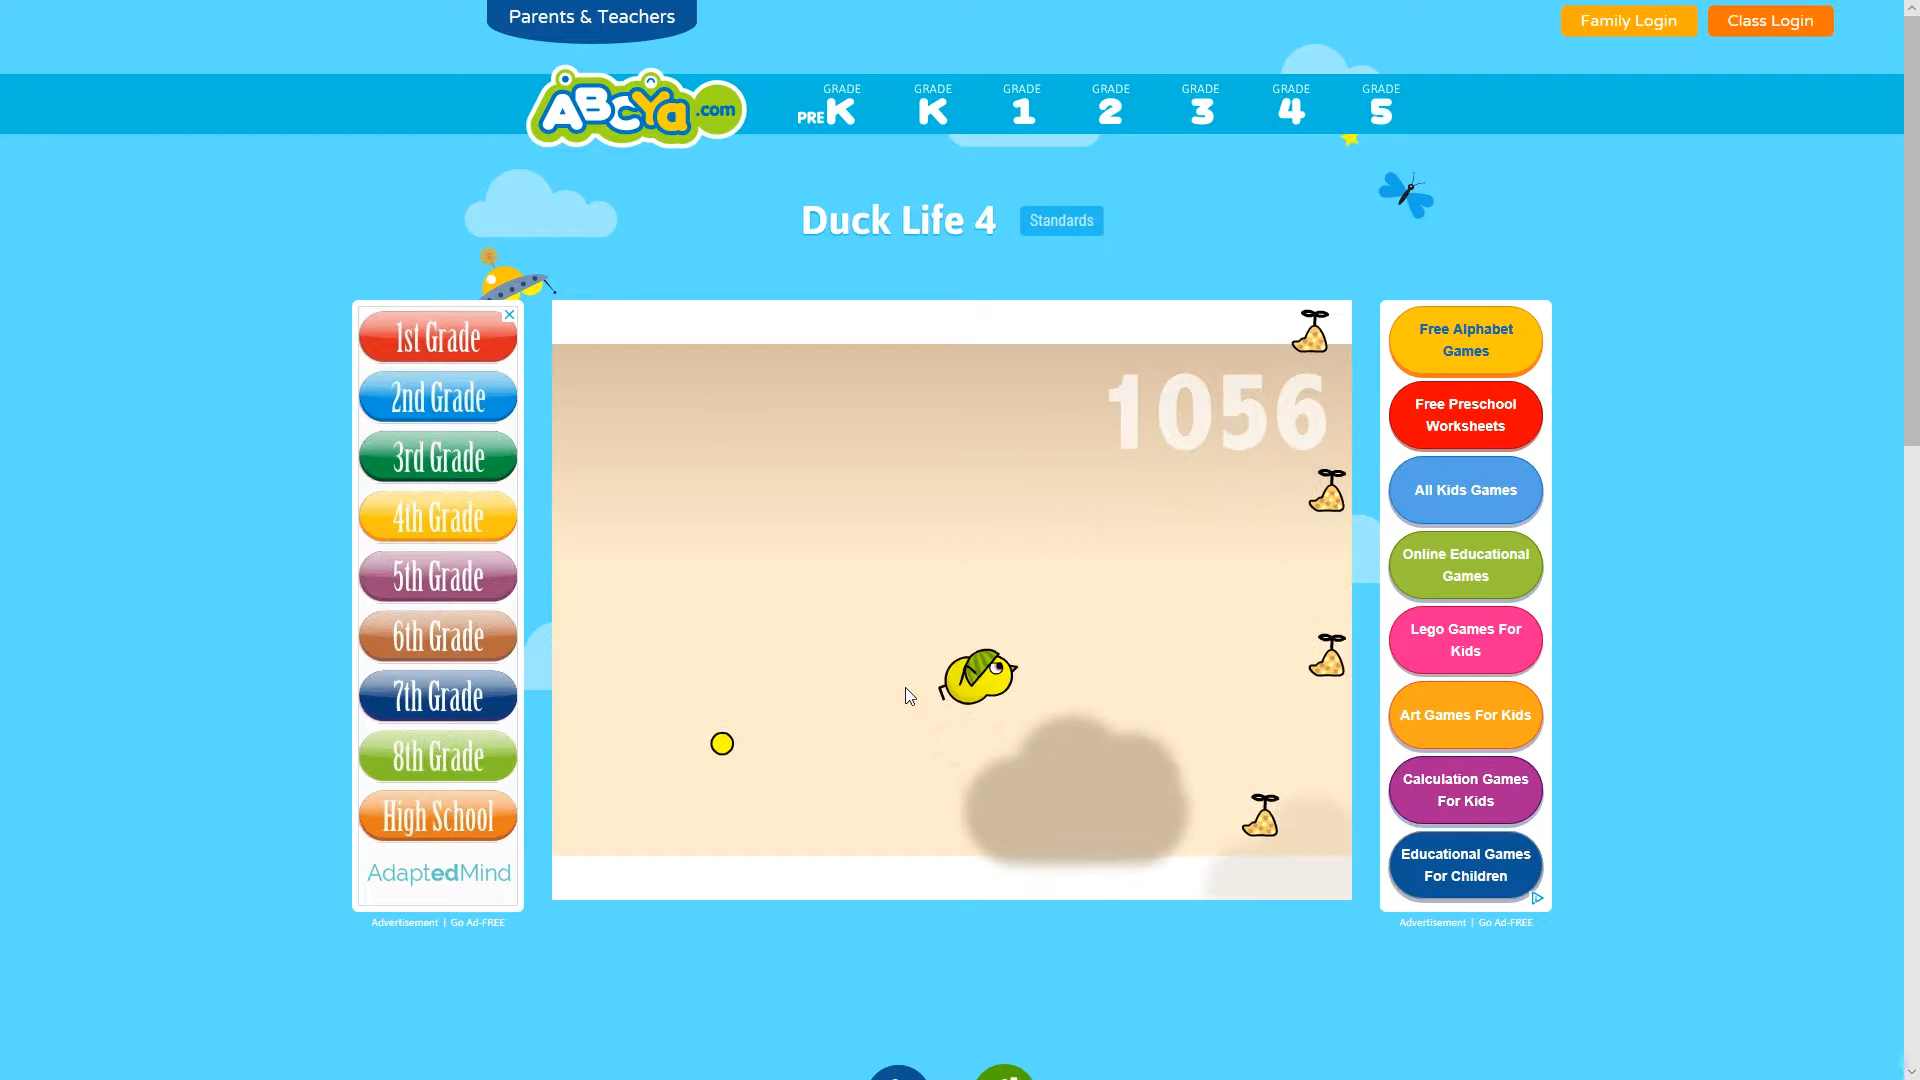 Parents & Teachers
Family Login
Class Login
ABCYa.com
GRADE PRE K
GRADE K
GRADE 1
GRADE 2
GRADE 3
GRADE 4
GRADE 5
Duck Life 4
Standards
1st Grade
2nd Grade
3rd Grade
4th Grade
5th Grade
6th Grade
7th Grade
8th Grade
High School
AdaptedMind
Advertisement | Go Ad-FREE
1056
Free Alphabet
Games
Free Preschool
Worksheets
All Kids Games
Online Educational
Games
Lego Games For
Kids
Art Games For Kids
Calculation Games
For Kids
Educational Games
For Children
Advertisement | Go Ad-FREE